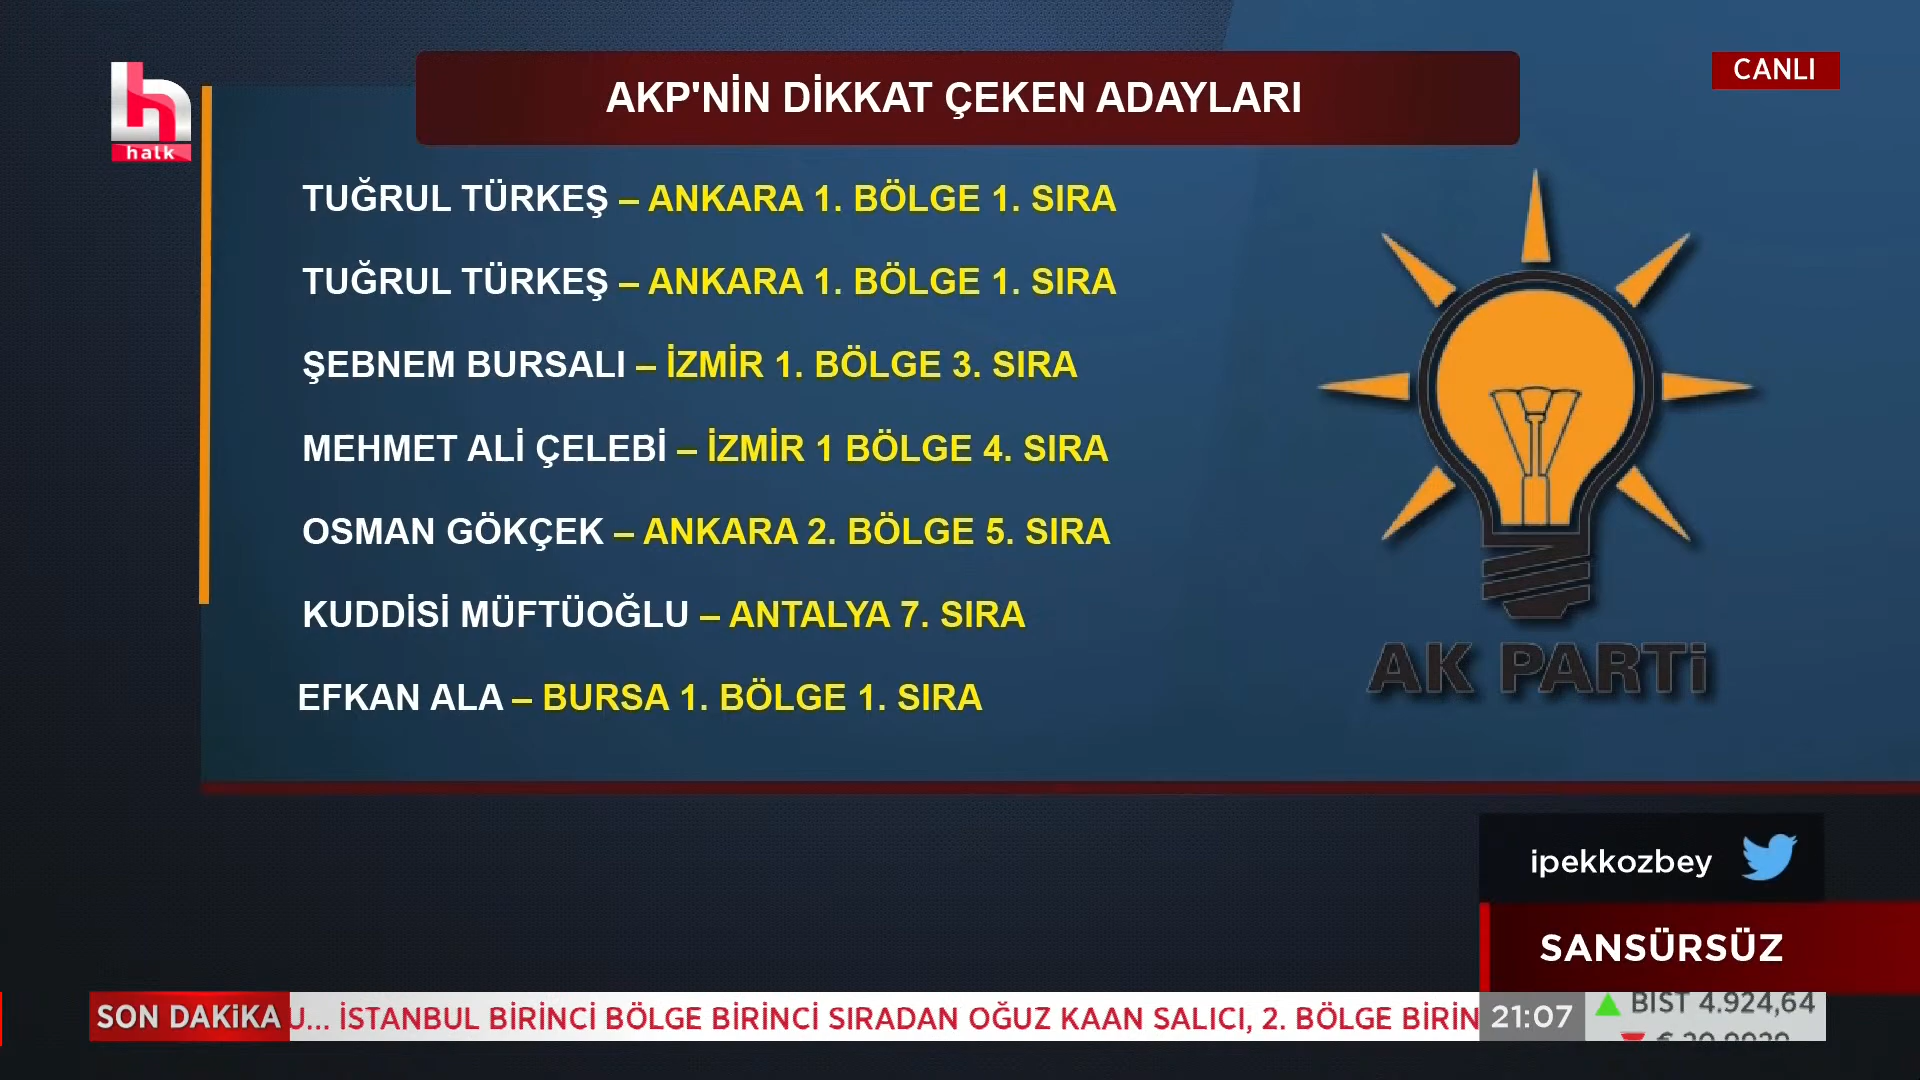 h
halk
AKP'NİN DİKKAT ÇEKEN ADAYLARI
CANLI
TUĞRUL TÜRKEŞ – ANKARA 1. BÖLGE 1. SIRA
TUĞRUL TÜRKEŞ – ANKARA 1. BÖLGE 1. SIRA
ŞEBNEM BURSALI – İZMİR 1. BÖLGE 3. SIRA
MEHMET ALİ ÇELEBİ – İZMİR 1 BÖLGE 4. SIRA
OSMAN GÖKÇEK – ANKARA 2. BÖLGE 5. SIRA
KUDDİSİ MÜFTÜOĞLU – ANTALYA 7. SIRA
EFKAN ALA – BURSA 1. BÖLGE 1. SIRA
AK PARTi
ipekkozbey
SANSÜRSÜZ
SON DAKiKA
U... İSTANBUL BİRİNCİ BÖLGE BİRİNCİ SIRADAN OĞUZ KAAN SALICI, 2. BÖLGE BİRİN
21:07
BIST 4.924,64